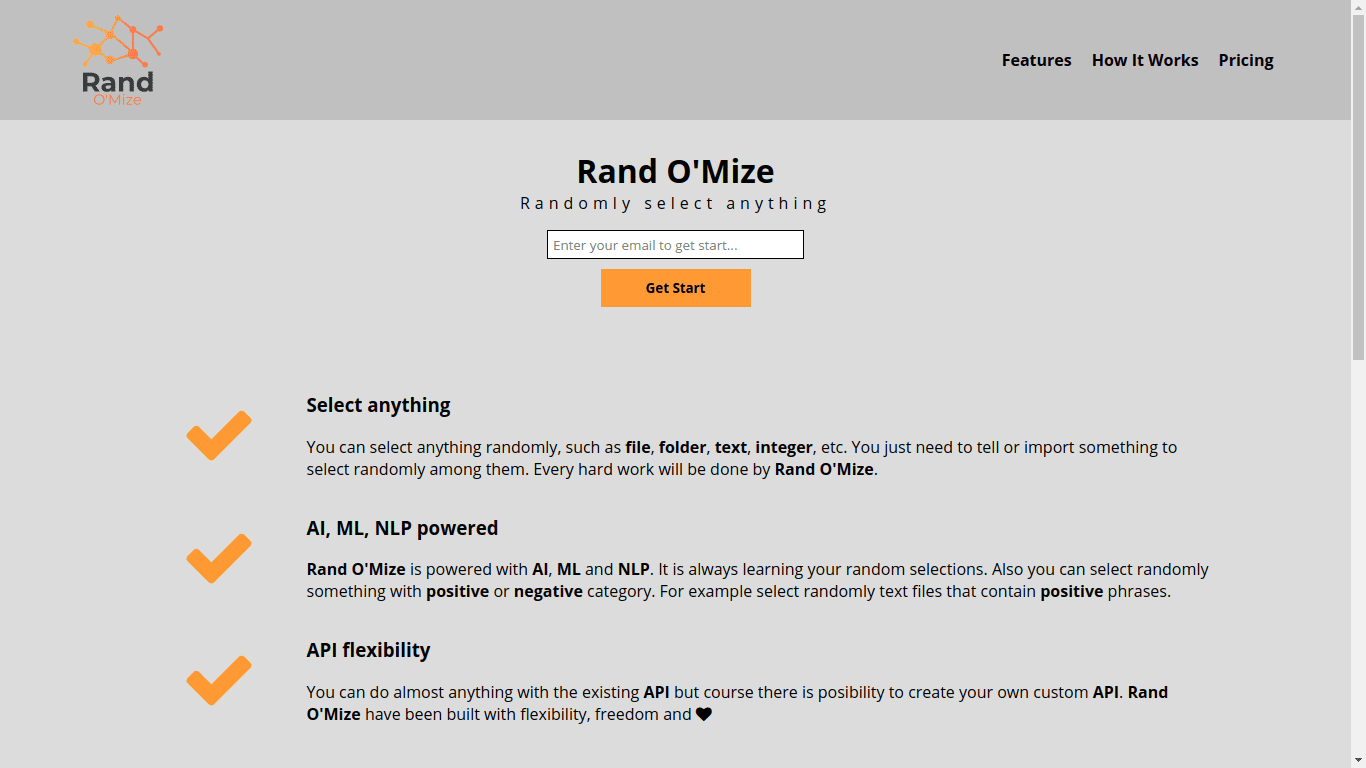 Rand
O'Mize
Features How It Works Pricing
Rand O'Mize
Randomly select anything
Enter your email to get start...
Get Start
Select anything
You can select anything randomly, such as file, folder, text, integer, etc. You just need to tell or import something to
select randomly among them. Every hard work will be done by Rand O'Mize.
AI, ML, NLP powered
Rand O'Mize is powered with AI, ML and NLP. It is always learning your random selections. Also you can select randomly
something with positive or negative category. For example select randomly text files that contain positive phrases.
API flexibility
You can do almost anything with the existing API but course there is posibility to create your own custom API. Rand
O'Mize have been built with flexibility, freedom and